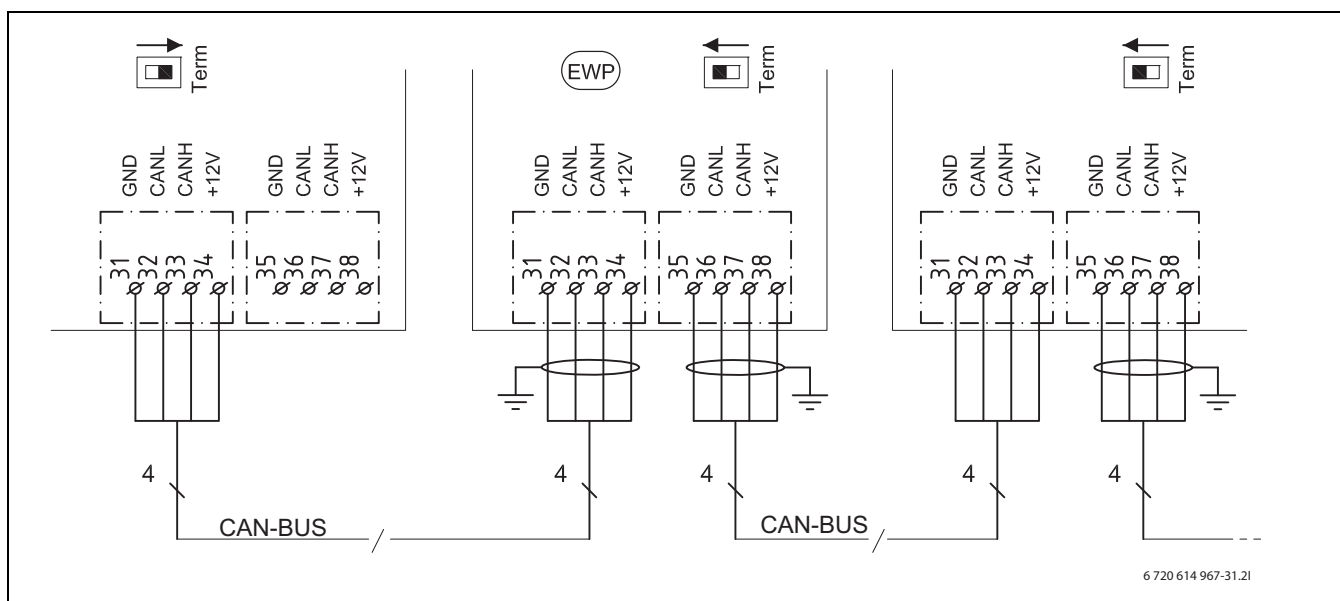 Term
EWP
Term
Term
GND CANL CANH +12V
GND CANL CANH +12V
GND CANL CANH +12V
GND CANL CANH +12V
GND CANL CANH +12V
GND CANL CANH +12V
31 32 33 34
35 36 37 38
31 32 33 34
35 36 37 38
31 32 33 34
35 36 37 38
4
4
4
4
4
CAN-BUS
CAN-BUS
6 720 614 967-31.2I